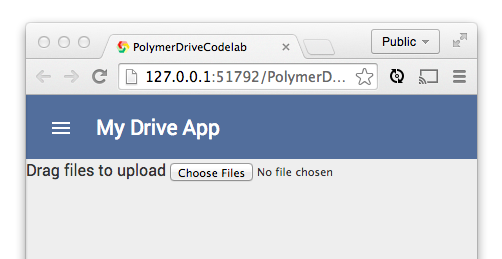 PolymerDriveCodelab
Public
127.0.0.1:51792/PolymerD...
My Drive App
Drag files to upload Choose Files No file chosen